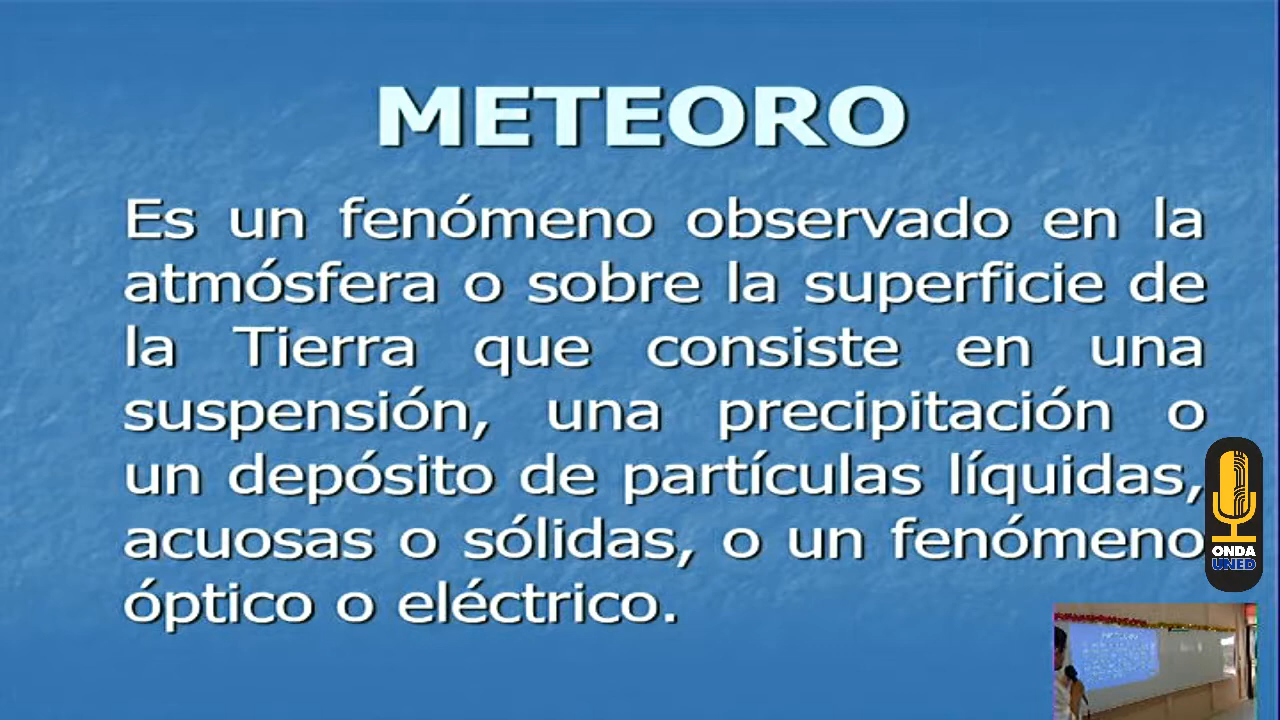 METEORO
Es un fenómeno observado en la
atmósfera o sobre la superficie de
la Tierra que consiste en una
suspensión, una precipitación o
un depósito de partículas líquidas,
acuosas o sólidas, o un fenómeno
óptico o eléctrico.
ONDA
UNED
METEORO